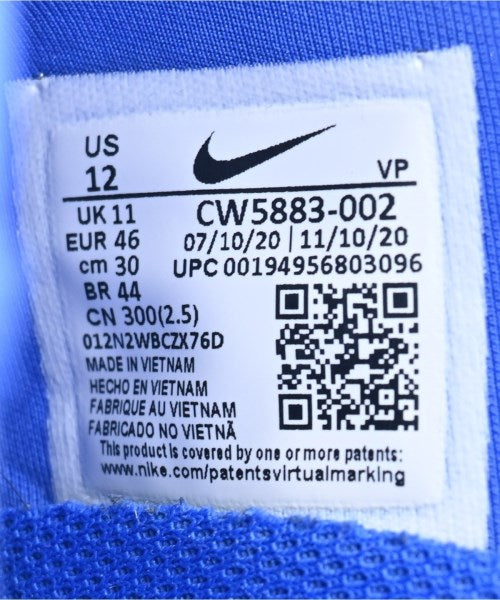 US
12
VP
UK 11
CW5883-002
EUR 46
07/10/20 | 11/10/20
cm 30
UPC 00194956803096
BR 44
CN 300(2.5)
012N2WBCZX76D
MADE IN VIETNAM
HECHO EN VIETNAM
FABRIQUE AU VIETNAM
FABRICADO NO VIETNÃ
This product is covered by one or more patents:
www.nike.com/patentsvirtualmarking